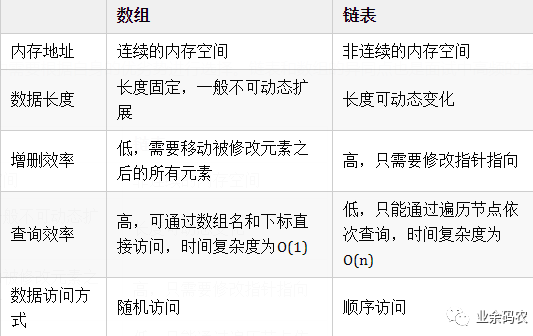 数组 链表
内存地址 连续的内存空间 非连续的内存空间
数据长度 长度固定，一般不可动态扩
展 长度可动态变化
增删效率 低，需要移动被修改元素之
后的所有元素 高，只需要修改指针指向
查询效率 高，可通过数组名和下标直
接访问，时间复杂度为O(1) 低，只能通过遍历节点依
次查询，时间复杂度为
O(n)
数据访问方
式 随机访问 顺序访问
业余码农